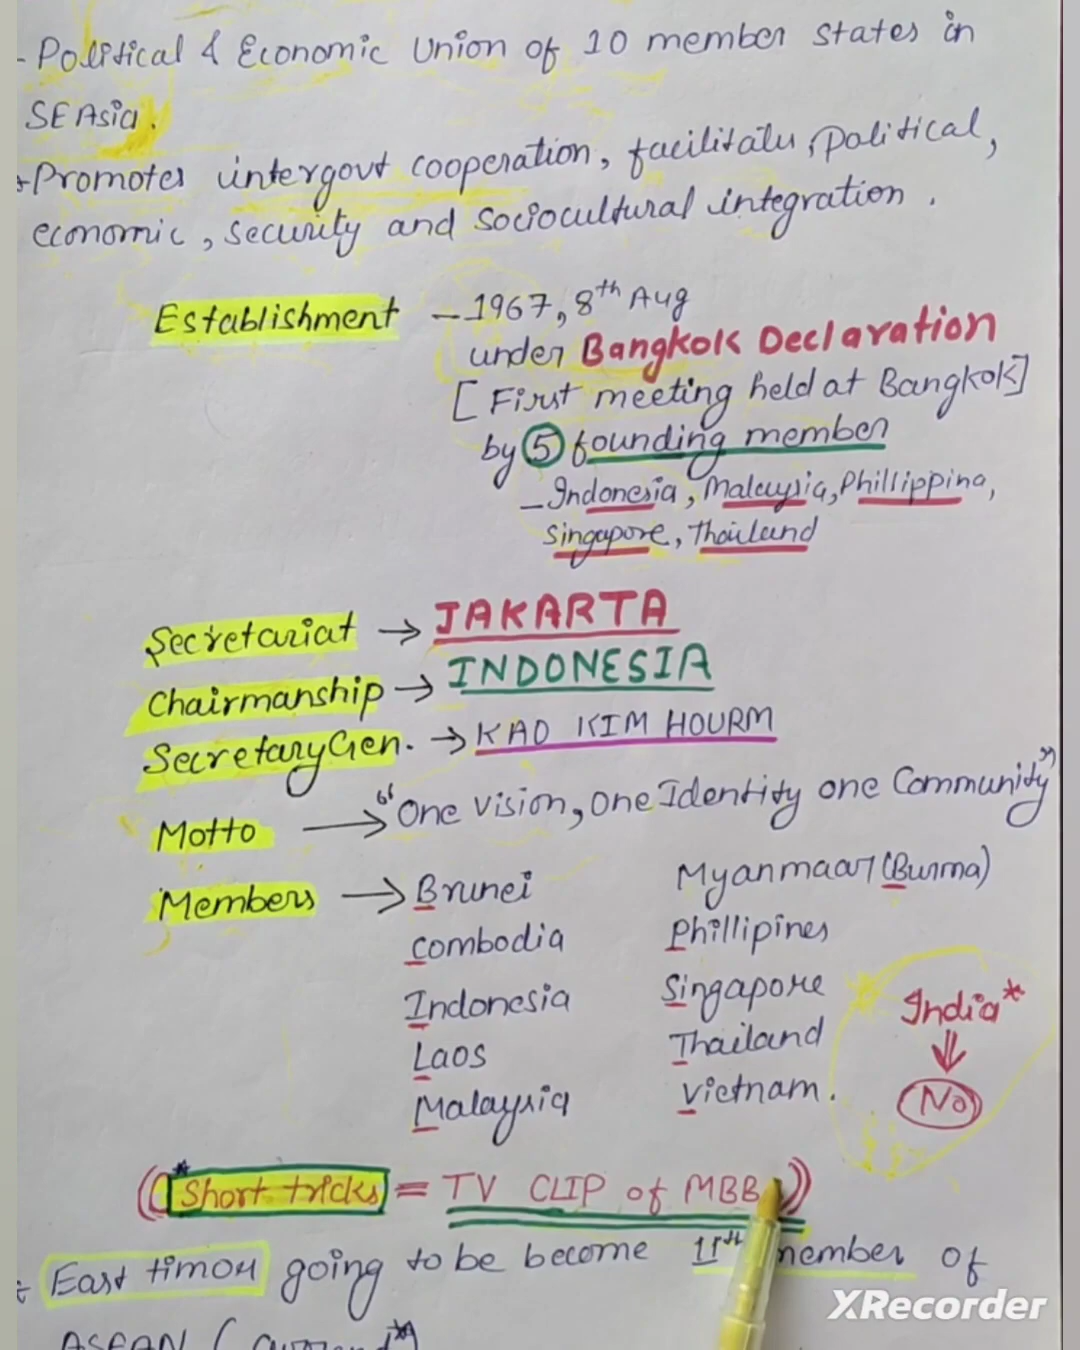 - Political & Economic Union of 10 member states in
SE Asia.
Promotes intergovt cooperation, facilitates, political,
economic, security and sociocultural integration.
Establishment - 1967, 8th Aug
under Bangkok Declaration
[First meeting held at Bangkok]
by 5 founding member
- Indonesia, Malaysia, Phillippina,
Singapore, Thailand
Secretariat → JAKARTA
Chairmanship → INDONESIA
Secretary Gen. → KAO KIM HOURM
Motto → "One Vision, One Identity one Community"
Members → Brunei Myanmaar (Burma)
Combodia Phillipines
Indonesia Singapore
Laos Thailand
Malaysia Vietnam.
India*
↓
No
((*Short tricks = TV CLIP of MBB))
East timor going to be become 11th member of
ASEAN (
XRecorder